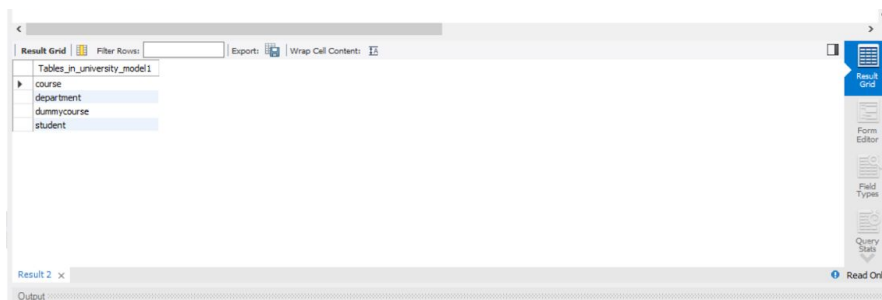 Result Grid Filter Rows: Export: Wrap Cell Content:
Tables_in_university_model1
course
department
dummycourse
student
Result
Grid
Form
Editor
Field
Types
Query
Stats
Result 2 × Read Onl
Output